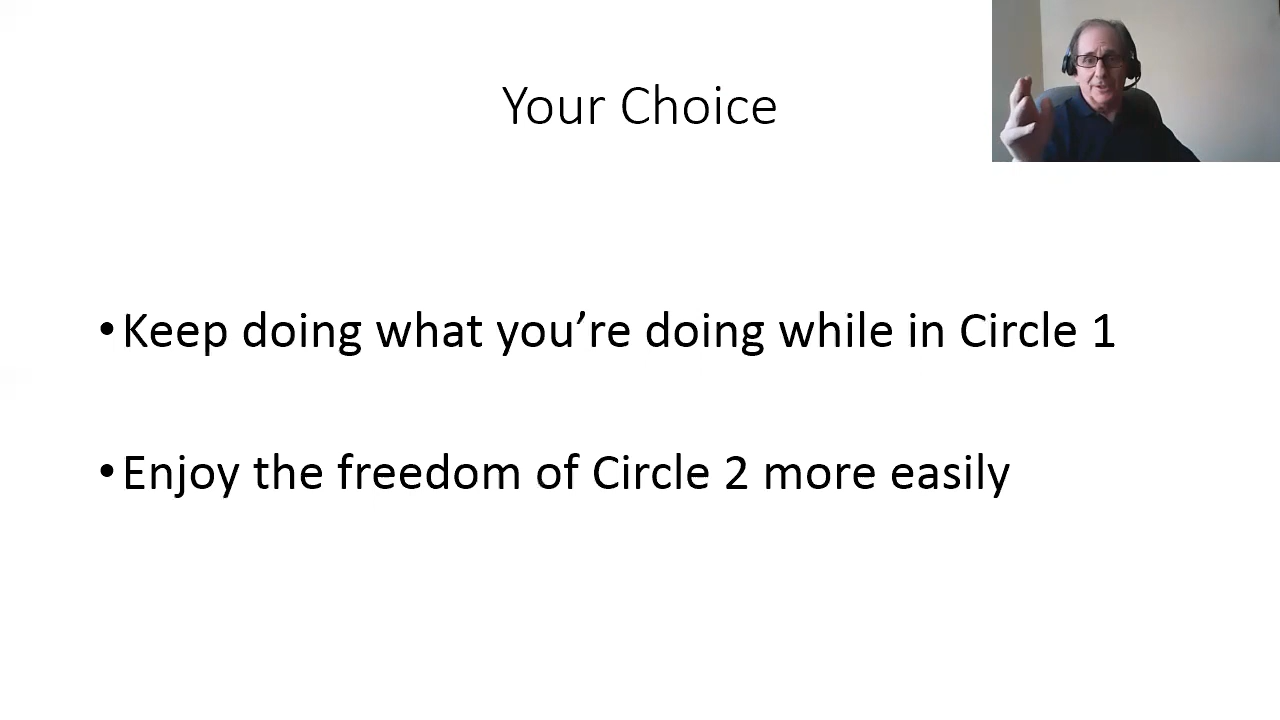 Your Choice
•Keep doing what you’re doing while in Circle 1
•Enjoy the freedom of Circle 2 more easily